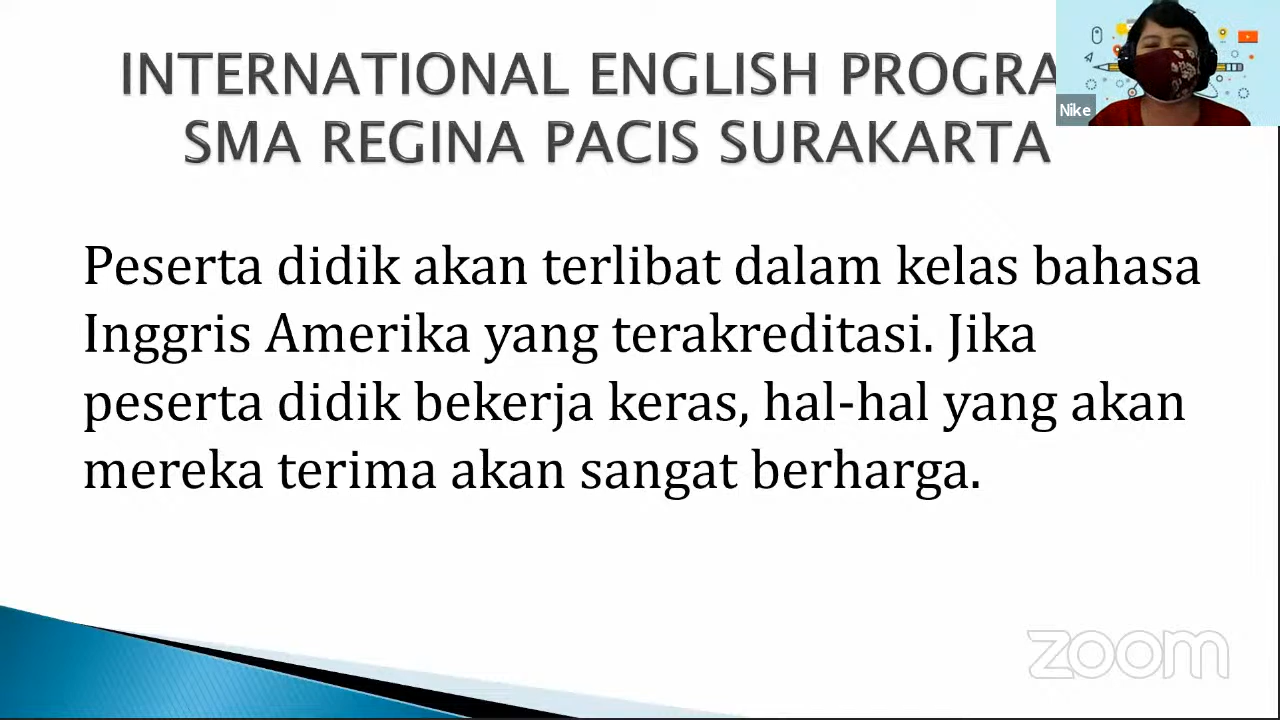 INTERNATIONAL ENGLISH PROGRA
SMA REGINA PACIS SURAKARTA
Nike
Peserta didik akan terlibat dalam kelas bahasa
Inggris Amerika yang terakreditasi. Jika
peserta didik bekerja keras, hal-hal yang akan
mereka terima akan sangat berharga.
zoom